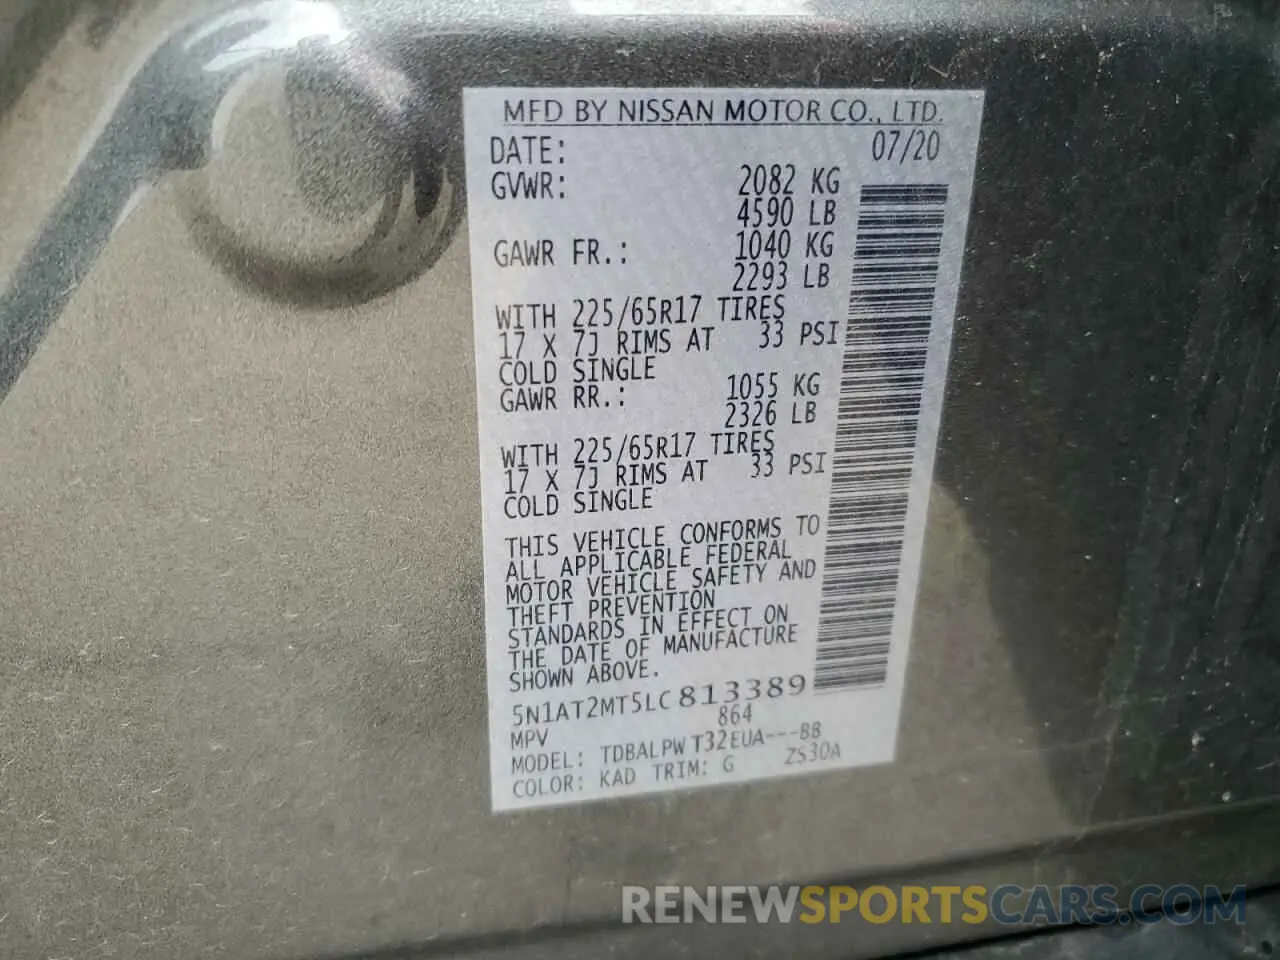 MFD BY NISSAN MOTOR CO., LTD.
DATE: 07/20
GVWR: 2082 KG
4590 LB
GAWR FR.: 1040 KG
2293 LB
WITH 225/65R17 TIRES
17 X 7J RIMS AT 33 PSI
COLD SINGLE
GAWR RR.: 1055 KG
2326 LB
WITH 225/65R17 TIRES
17 X 7J RIMS AT 33 PSI
COLD SINGLE
THIS VEHICLE CONFORMS TO
ALL APPLICABLE FEDERAL
MOTOR VEHICLE SAFETY AND
THEFT PREVENTION
STANDARDS IN EFFECT ON
THE DATE OF MANUFACTURE
SHOWN ABOVE.
5N1AT2MT5LC813389
MPV 864
MODEL: TDBALPW T32EUA---BB
COLOR: KAD TRIM: G ZS30A
RENEWSPORTSCARS.COM